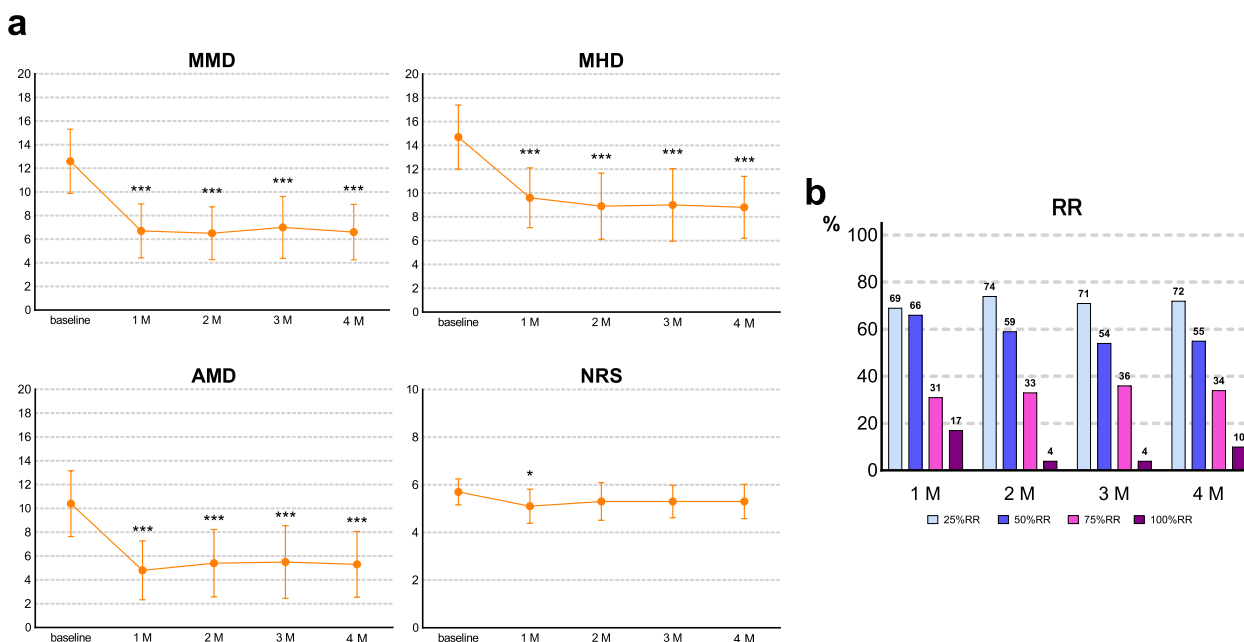 a
MMD
20
18
16
14
12
10
8
6
4
2
0
*** *** *** ***
baseline 1 M 2 M 3 M 4 M
MHD
20
18
16
14
12
10
8
6
4
2
0
*** *** *** ***
baseline 1 M 2 M 3 M 4 M
AMD
20
18
16
14
12
10
8
6
4
2
0
*** *** *** ***
baseline 1 M 2 M 3 M 4 M
NRS
10
8
6
4
2
0
*
baseline 1 M 2 M 3 M 4 M
b
RR
%
100
80
60
40
20
0
69 66 31 17
74 59 33 4
71 54 36 4
72 55 34 10
1 M 2 M 3 M 4 M
25%RR 50%RR 75%RR 100%RR